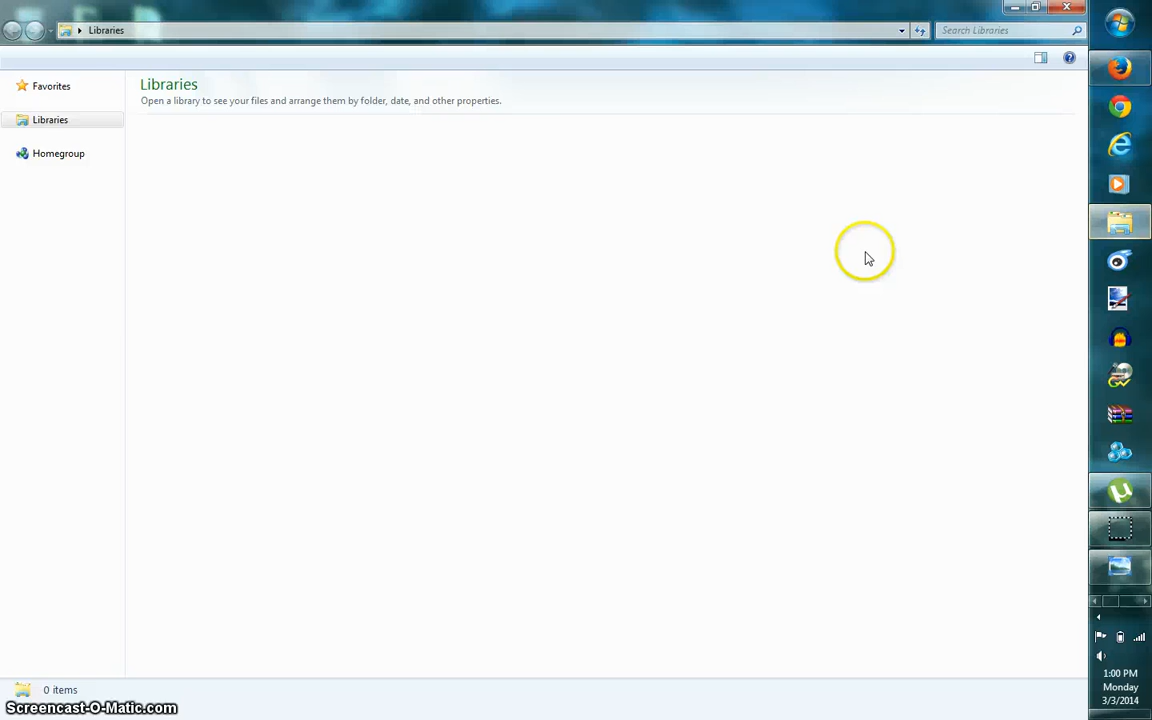 Libraries
Search Libraries
Favorites
Libraries
Homegroup
Libraries
Open a library to see your files and arrange them by folder, date, and other properties.
0 items
Screencast-O-Matic.com
1:00 PM
Monday
3/3/2014